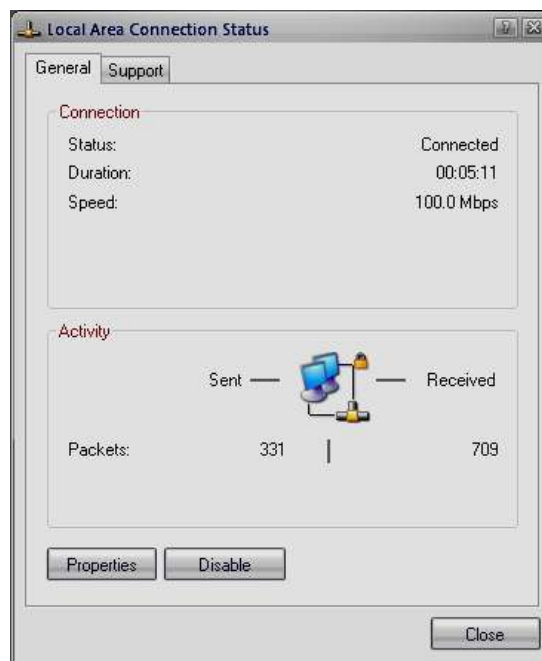 Local Area Connection Status
General Support
Connection
Status: Connected
Duration: 00:05:11
Speed: 100.0 Mbps
Activity
Sent Received
Packets: 331 709
Properties Disable
Close